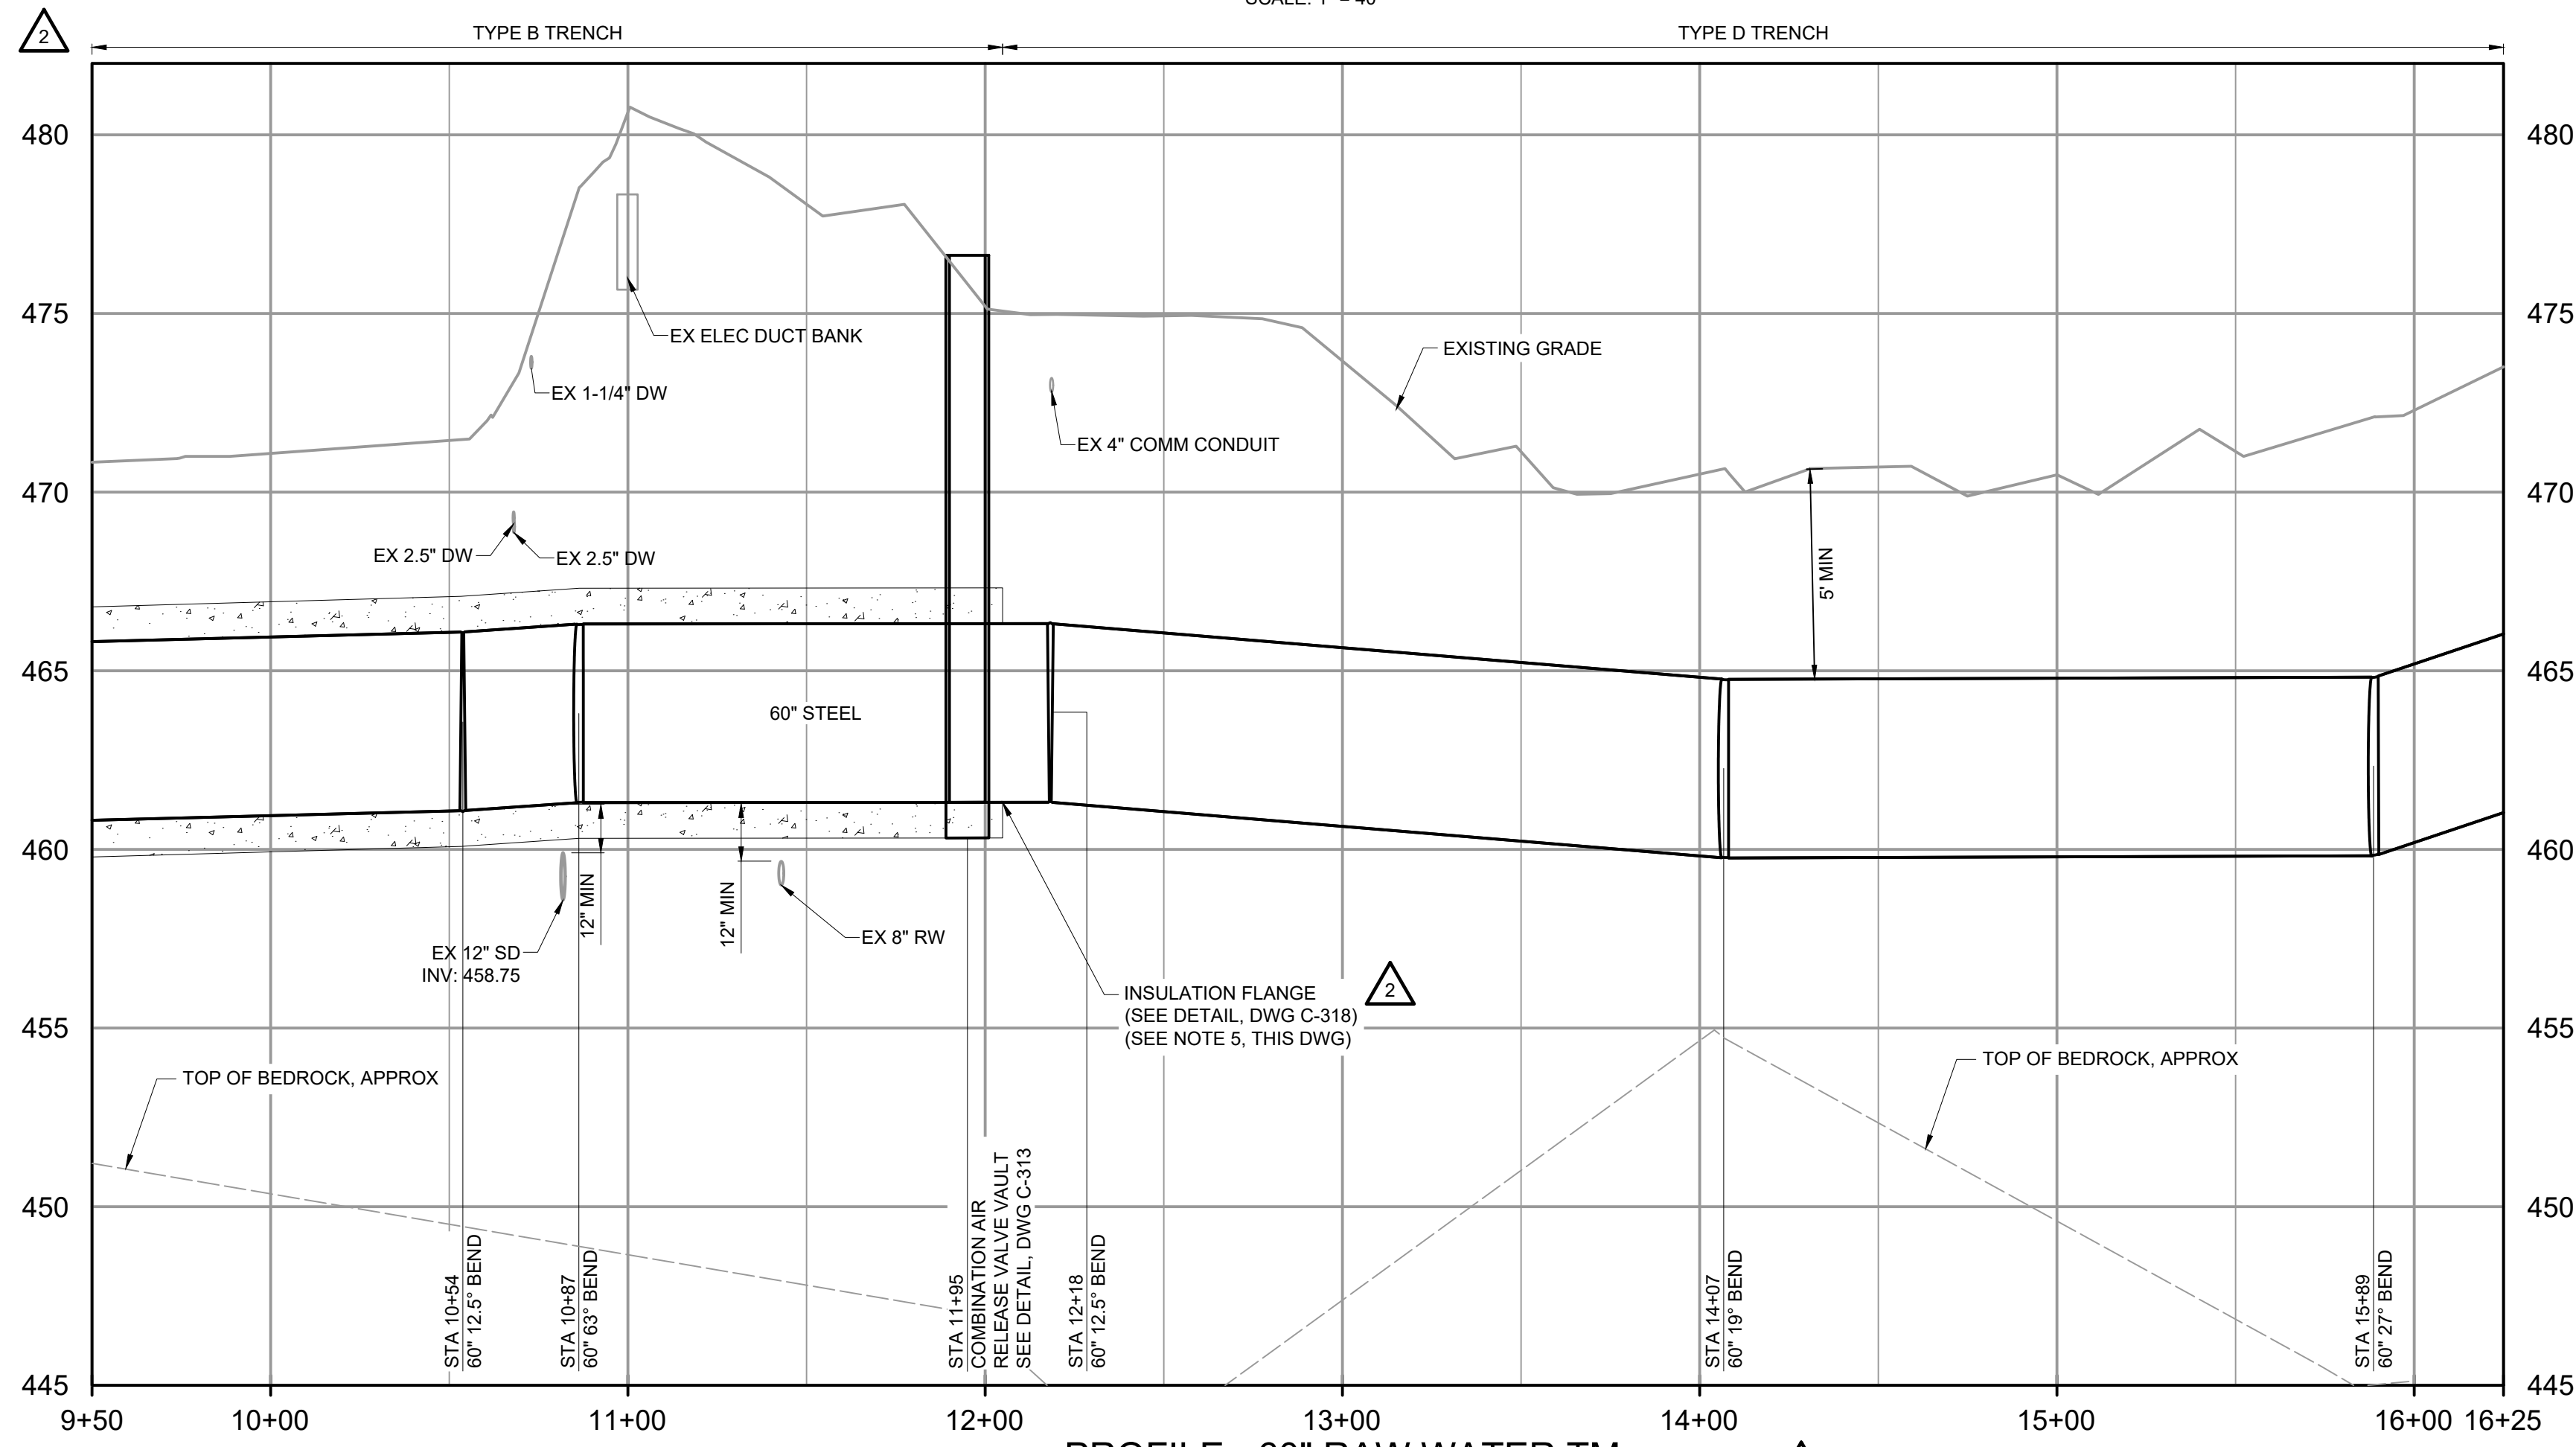 2
TYPE B TRENCH
TYPE D TRENCH
480
480
475
475
470
470
465
465
460
460
455
455
450
450
445
445
EX ELEC DUCT BANK
EX 1-1/4" DW
EXISTING GRADE
EX 4" COMM CONDUIT
EX 2.5" DW
EX 2.5" DW
5' MIN
60" STEEL
12" MIN
12" MIN
EX 12" SD
INV: 458.75
EX 8" RW
INSULATION FLANGE
(SEE DETAIL, DWG C-318)
(SEE NOTE 5, THIS DWG)
2
TOP OF BEDROCK, APPROX
TOP OF BEDROCK, APPROX
STA 10+54
60" 12.5° BEND
STA 10+87
60" 63° BEND
STA 11+95
COMBINATION AIR
RELEASE VALVE VAULT
SEE DETAIL, DWG C-313
STA 12+18
60" 12.5° BEND
STA 14+07
60" 19° BEND
STA 15+89
60" 27° BEND
9+50
10+00
11+00
12+00
13+00
14+00
15+00
16+00
16+25